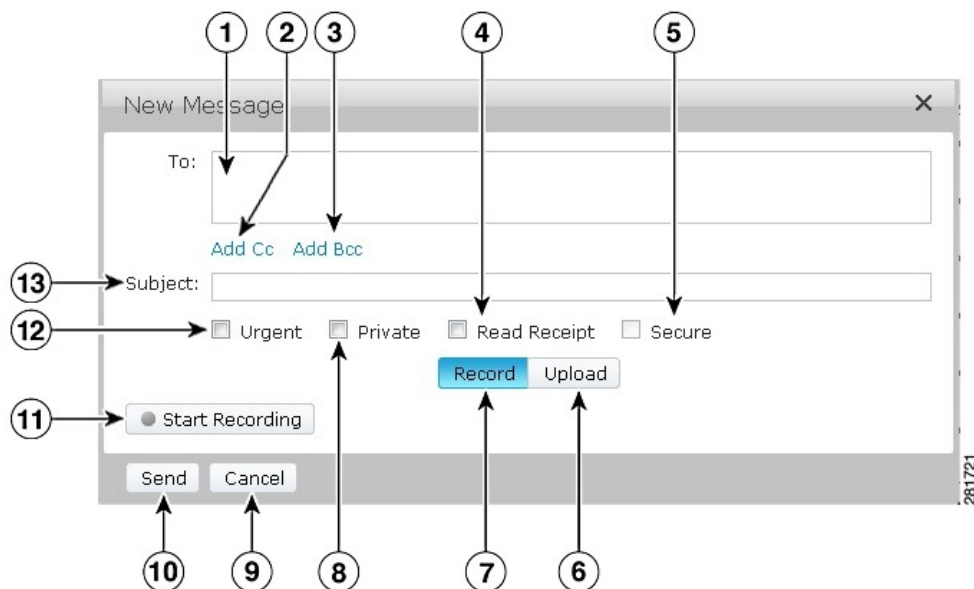 1 2 3 4 5
New Message
To:
Add Cc Add Bcc
13 Subject:
12 Urgent Private Read Receipt Secure
Record Upload
11 Start Recording
Send Cancel
281721
10 9 8 7 6